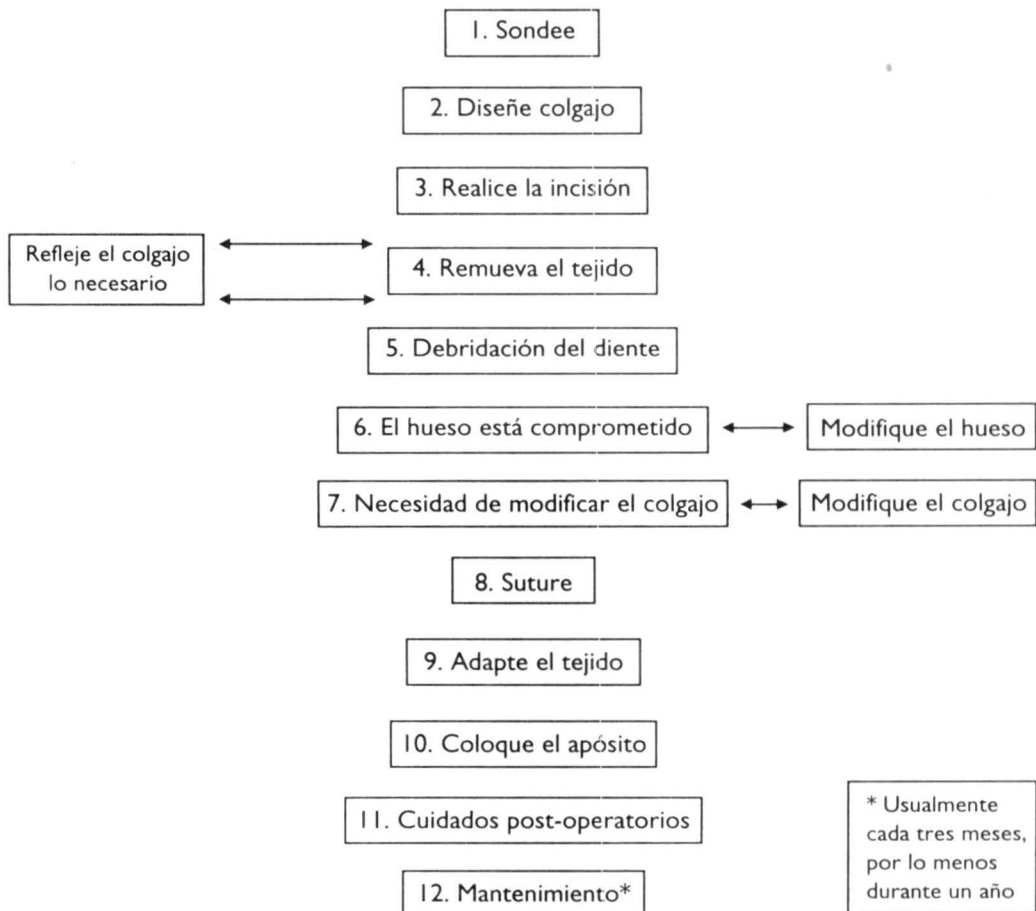 1. Sondee
2. Diseñe colgajo
3. Realice la incisión
Refleje el colgajo
lo necesario
4. Remueva el tejido
5. Debridación del diente
6. El hueso está comprometido
Modifique el hueso
7. Necesidad de modificar el colgajo
Modifique el colgajo
8. Suture
9. Adapte el tejido
10. Coloque el apósito
11. Cuidados post-operatorios
12. Mantenimiento*
* Usualmente
cada tres meses,
por lo menos
durante un año